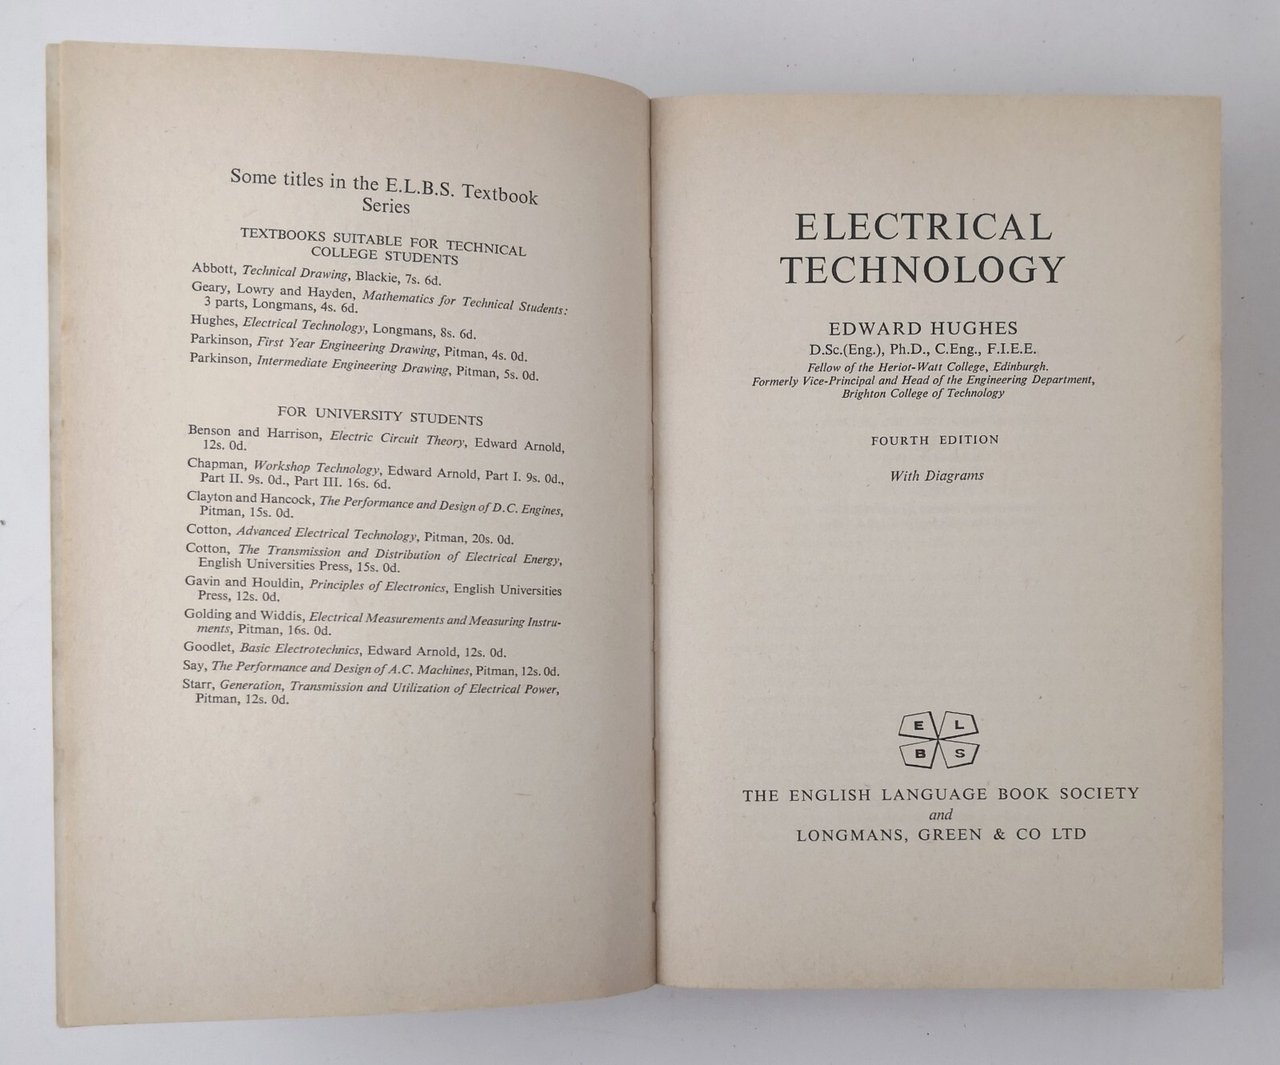 Some titles in the E.L.B.S. Textbook
Series
TEXTBOOKS SUITABLE FOR TECHNICAL
COLLEGE STUDENTS
Abbott, Technical Drawing, Blackie, 7s. 6d.
Geary, Lowry and Hayden, Mathematics for Technical Students:
3 parts, Longmans, 4s. 6d.
Hughes, Electrical Technology, Longmans, 8s. 6d.
Parkinson, First Year Engineering Drawing, Pitman, 4s. 0d.
Parkinson, Intermediate Engineering Drawing, Pitman, 5s. 0d.
FOR UNIVERSITY STUDENTS
Benson and Harrison, Electric Circuit Theory, Edward Arnold,
12s. 0d.
Chapman, Workshop Technology, Edward Arnold, Part I. 9s. 0d.,
Part II. 9s. 0d., Part III. 16s. 6d.
Clayton and Hancock, The Performance and Design of D.C. Engines,
Pitman, 15s. 0d.
Cotton, Advanced Electrical Technology, Pitman, 20s. 0d.
Cotton, The Transmission and Distribution of Electrical Energy,
English Universities Press, 15s. 0d.
Gavin and Houldin, Principles of Electronics, English Universities
Press, 12s. 0d.
Golding and Widdis, Electrical Measurements and Measuring Instru-
ments, Pitman, 16s. 0d.
Goodlet, Basic Electrotechnics, Edward Arnold, 12s. 0d.
Say, The Performance and Design of A.C. Machines, Pitman, 12s. 0d.
Starr, Generation, Transmission and Utilization of Electrical Power,
Pitman, 12s. 0d.
ELECTRICAL
TECHNOLOGY
EDWARD HUGHES
D.Sc.(Eng.), Ph.D., C.Eng., F.I.E.E.
Fellow of the Heriot-Watt College, Edinburgh.
Formerly Vice-Principal and Head of the Engineering Department,
Brighton College of Technology
FOURTH EDITION
With Diagrams
E L
B S
THE ENGLISH LANGUAGE BOOK SOCIETY
and
LONGMANS, GREEN & CO LTD